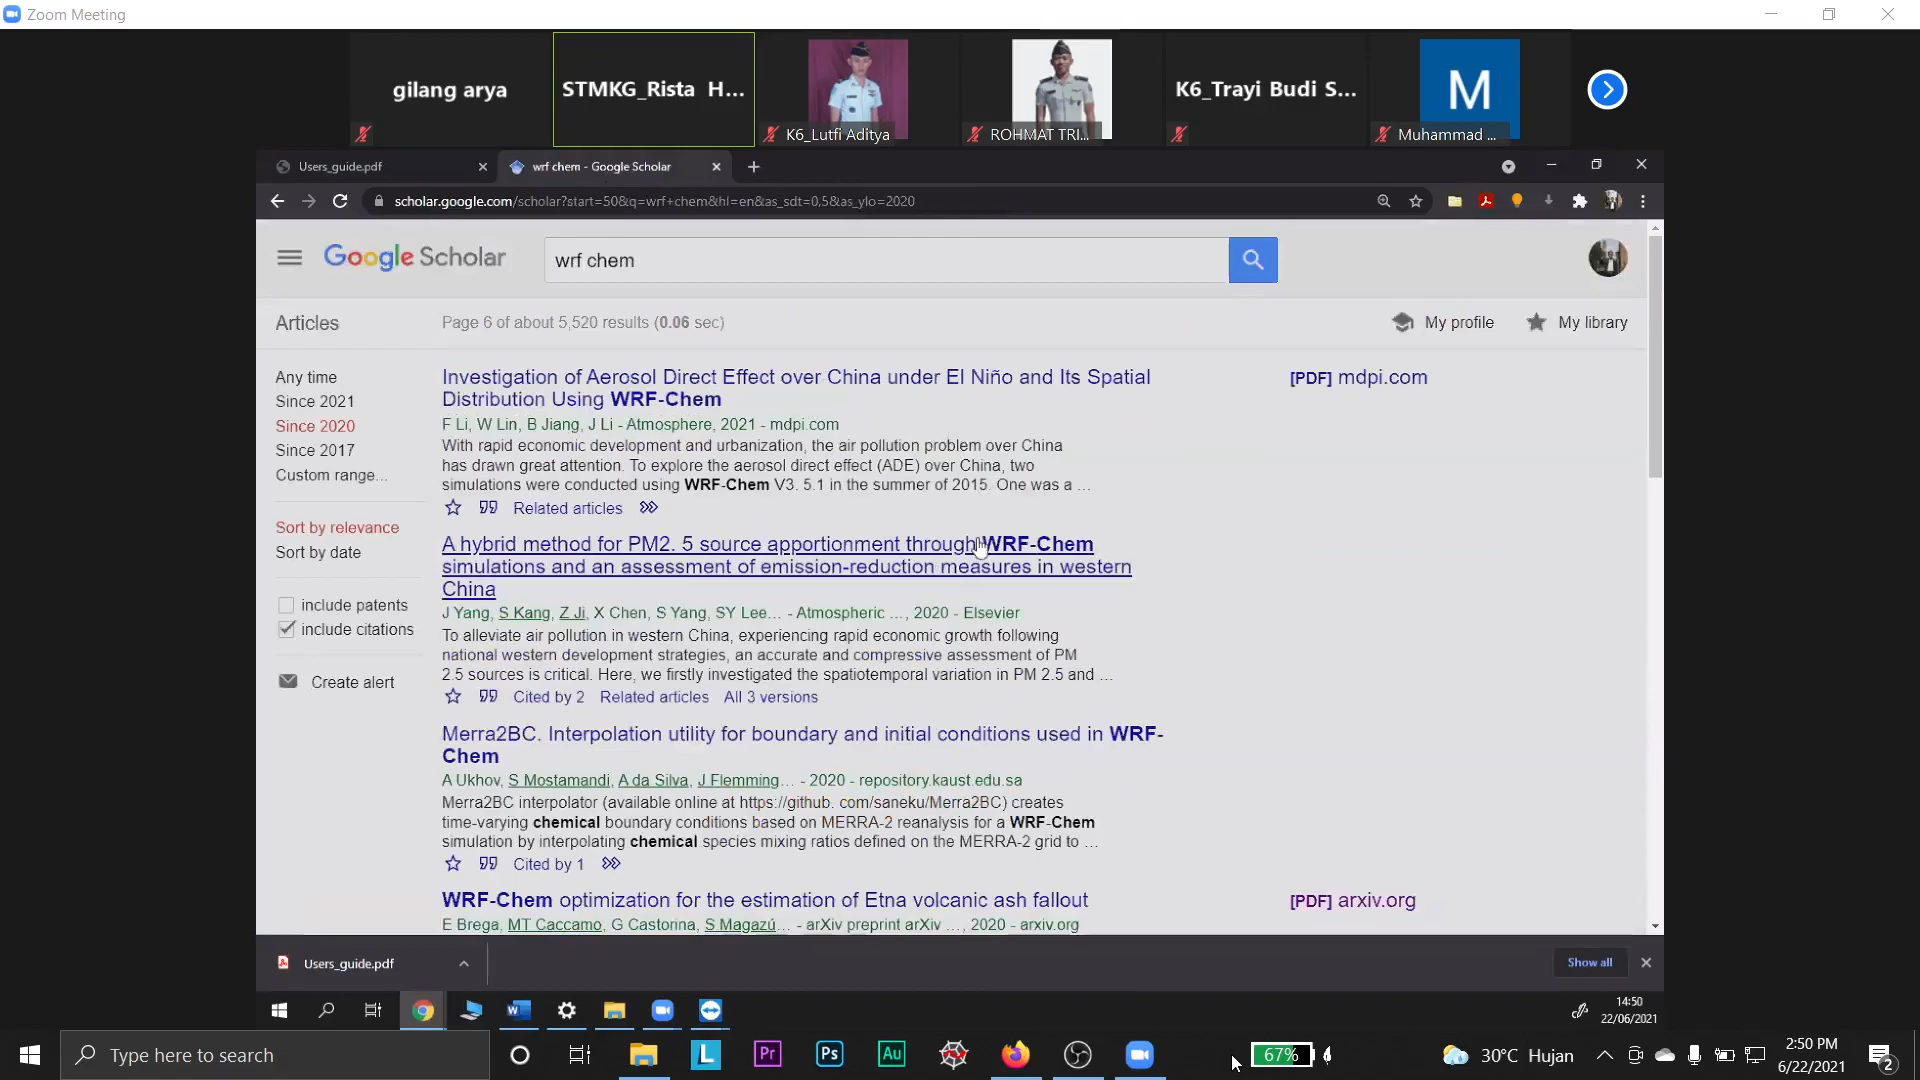 Zoom Meeting
gilang arya
STMKG_Rista H...
K6_Lutfi Aditya
ROHMAT TRI...
K6_Trayi Budi S...
M
Muhammad ...
Users_guide.pdf
wrf chem - Google Scholar
scholar.google.com/scholar?start=50&q=wrf+chem&hl=en&as_sdt=0,5&as_ylo=2020
Google Scholar
wrf chem
Articles
Page 6 of about 5,520 results (0.06 sec)
My profile
My library
Any time
Since 2021
Since 2020
Since 2017
Custom range...
Sort by relevance
Sort by date
include patents
include citations
Create alert
Investigation of Aerosol Direct Effect over China under El Niño and Its Spatial
Distribution Using WRF-Chem
[PDF] mdpi.com
F Li, W Lin, B Jiang, J Li - Atmosphere, 2021 - mdpi.com
With rapid economic development and urbanization, the air pollution problem over China
has drawn great attention. To explore the aerosol direct effect (ADE) over China, two
simulations were conducted using WRF-Chem V3. 5.1 in the summer of 2015. One was a ...
Related articles
A hybrid method for PM2. 5 source apportionment through WRF-Chem
simulations and an assessment of emission-reduction measures in western
China
J Yang, S Kang, Z Ji, X Chen, S Yang, SY Lee... - Atmospheric ..., 2020 - Elsevier
To alleviate air pollution in western China, experiencing rapid economic growth following
national western development strategies, an accurate and compressive assessment of PM
2.5 sources is critical. Here, we firstly investigated the spatiotemporal variation in PM 2.5 and ...
Cited by 2 Related articles All 3 versions
Merra2BC. Interpolation utility for boundary and initial conditions used in WRF-
Chem
A Ukhov, S Mostamandi, A da Silva, J Flemming... - 2020 - repository.kaust.edu.sa
Merra2BC interpolator (available online at https://github. com/saneku/Merra2BC) creates
time-varying chemical boundary conditions based on MERRA-2 reanalysis for a WRF-Chem
simulation by interpolating chemical species mixing ratios defined on the MERRA-2 grid to ...
Cited by 1
WRF-Chem optimization for the estimation of Etna volcanic ash fallout
[PDF] arxiv.org
E Brega, MT Caccamo, G Castorina, S Magazú... - arXiv preprint arXiv ..., 2020 - arxiv.org
Users_guide.pdf
Show all
14:50
22/06/2021
Type here to search
L
Pr
Ps
Au
67%
30°C Hujan
2:50 PM
6/22/2021
2